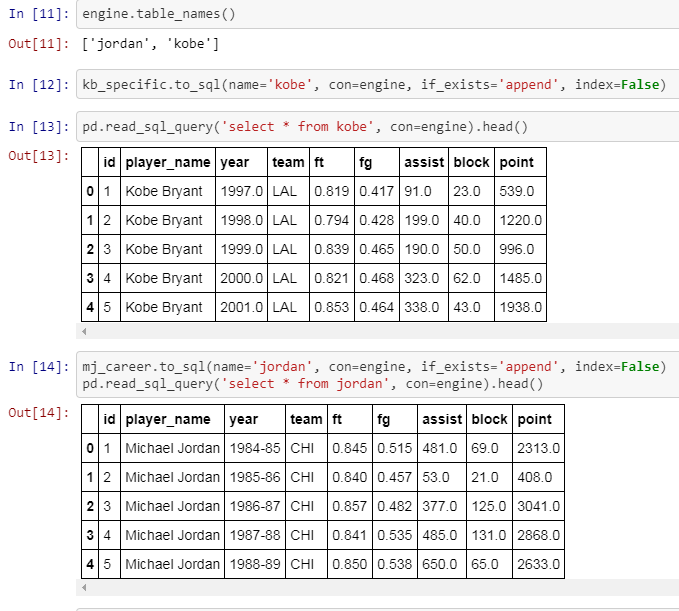 In [11]: engine.table_names()
Out[11]: ['jordan', 'kobe']
In [12]: kb_specific.to_sql(name='kobe', con=engine, if_exists='append', index=False)
In [13]: pd.read_sql_query('select * from kobe', con=engine).head()
Out[13]:
id player_name year team ft fg assist block point
0 1 Kobe Bryant 1997.0 LAL 0.819 0.417 91.0 23.0 539.0
1 2 Kobe Bryant 1998.0 LAL 0.794 0.428 199.0 40.0 1220.0
2 3 Kobe Bryant 1999.0 LAL 0.839 0.465 190.0 50.0 996.0
3 4 Kobe Bryant 2000.0 LAL 0.821 0.468 323.0 62.0 1485.0
4 5 Kobe Bryant 2001.0 LAL 0.853 0.464 338.0 43.0 1938.0
In [14]: mj_career.to_sql(name='jordan', con=engine, if_exists='append', index=False)
pd.read_sql_query('select * from jordan', con=engine).head()
Out[14]:
id player_name year team ft fg assist block point
0 1 Michael Jordan 1984-85 CHI 0.845 0.515 481.0 69.0 2313.0
1 2 Michael Jordan 1985-86 CHI 0.840 0.457 53.0 21.0 408.0
2 3 Michael Jordan 1986-87 CHI 0.857 0.482 377.0 125.0 3041.0
3 4 Michael Jordan 1987-88 CHI 0.841 0.535 485.0 131.0 2868.0
4 5 Michael Jordan 1988-89 CHI 0.850 0.538 650.0 65.0 2633.0